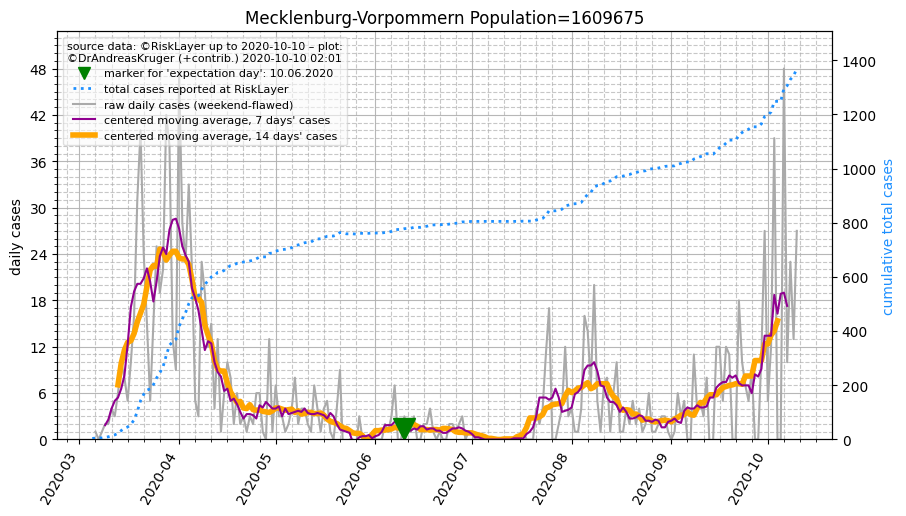 Mecklenburg-Vorpommern Population=1609675
source data: ©RiskLayer up to 2020-10-10 – plot:
©DrAndreasKruger (+contrib.) 2020-10-10 02:01
marker for 'expectation day': 10.06.2020
total cases reported at RiskLayer
raw daily cases (weekend-flawed)
centered moving average, 7 days' cases
centered moving average, 14 days' cases
daily cases
48
42
36
30
24
18
12
6
0
1400
1200
1000
800
600
400
200
0
cumulative total cases
2020-03
2020-04
2020-05
2020-06
2020-07
2020-08
2020-09
2020-10